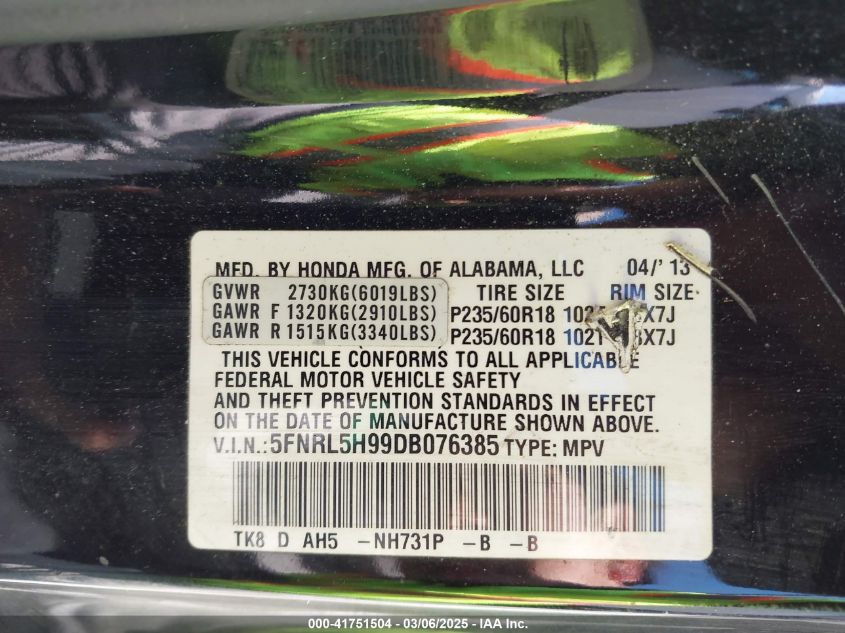 MFD. BY HONDA MFG. OF ALABAMA, LLC 04/' 13
GVWR 2730KG(6019LBS) TIRE SIZE RIM SIZE
GAWR F 1320KG(2910LBS) P235/60R18
GAWR R 1515KG(3340LBS) P235/60R18 102T
THIS VEHICLE CONFORMS TO ALL APPLICABLE
FEDERAL MOTOR VEHICLE SAFETY
AND THEFT PREVENTION STANDARDS IN EFFECT
ON THE DATE OF MANUFACTURE SHOWN ABOVE.
V.I.N.: 5FNRL5H99DB076385 TYPE: MPV
TK8 D AH5 -NH731P -B -B
000-41751504 - 03/06/2025 - IAA Inc.